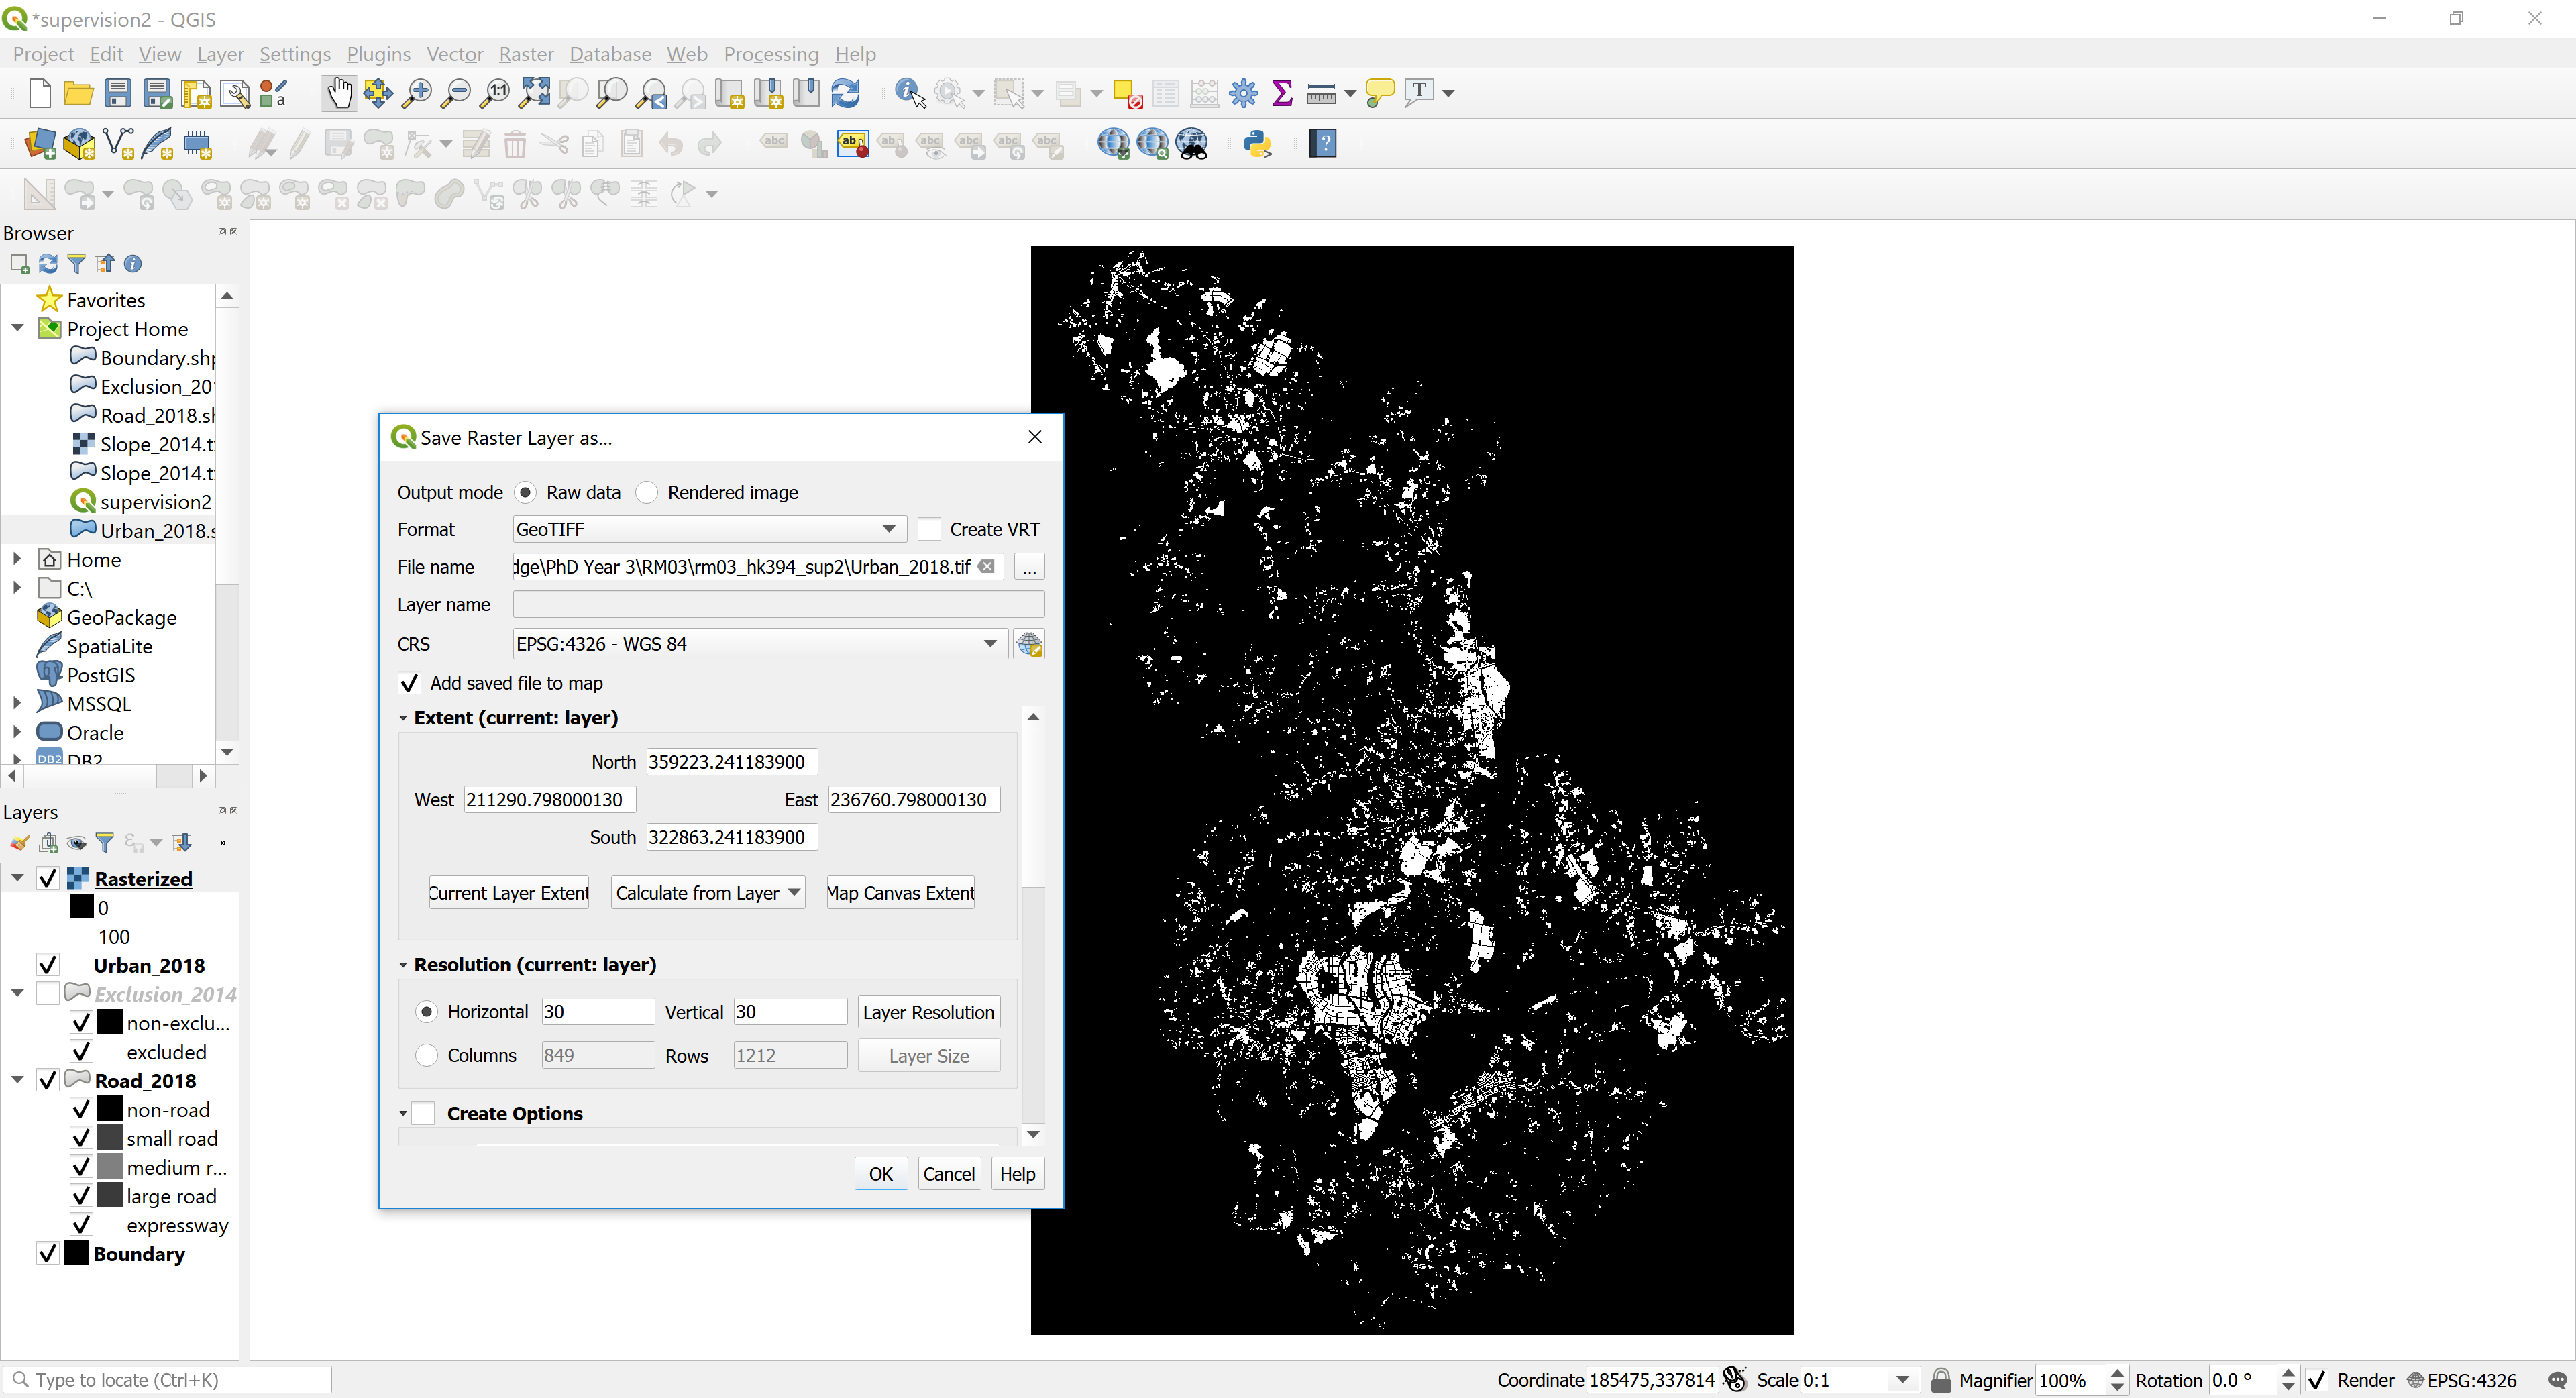 *supervision2 - QGIS
Project Edit View Layer Settings Plugins Vector Raster Database Web Processing Help
Browser
Favorites
Project Home
Boundary.shp
Exclusion_201
Road_2018.sh
Slope_2014.t
Slope_2014.t
supervision2
Urban_2018.s
Home
C:\
GeoPackage
SpatiaLite
PostGIS
MSSQL
Oracle
DB2
Layers
Rasterized
0
100
Urban_2018
Exclusion_2014
non-exclu...
excluded
Road_2018
non-road
small road
medium r...
large road
expressway
Boundary
Save Raster Layer as...
Output mode Raw data Rendered image
Format GeoTIFF Create VRT
File name dge\PhD Year 3\RM03\rm03_hk394_sup2\Urban_2018.tif ...
Layer name
CRS EPSG:4326 - WGS 84
Add saved file to map
Extent (current: layer)
North 359223.241183900
West 211290.798000130 East 236760.798000130
South 322863.241183900
Current Layer Extent Calculate from Layer Map Canvas Extent
Resolution (current: layer)
Horizontal 30 Vertical 30 Layer Resolution
Columns 849 Rows 1212 Layer Size
Create Options
OK Cancel Help
Type to locate (Ctrl+K) Coordinate 185475,337814 Scale 0:1 Magnifier 100% Rotation 0.0 ° Render EPSG:4326